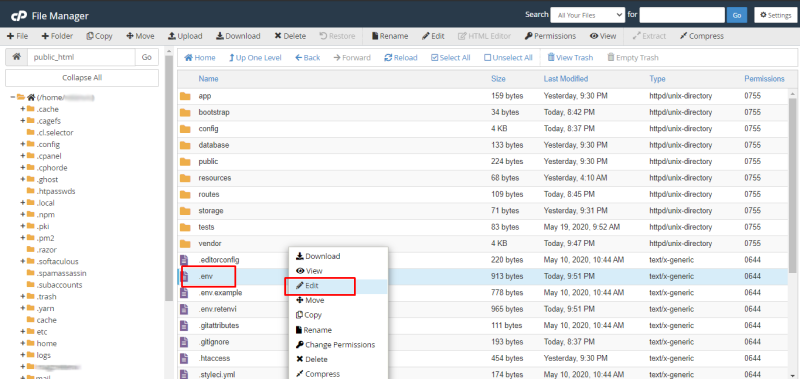 cP File Manager Search All Your Files for Go Settings
File Folder Copy Move Upload Download Delete Restore Rename Edit HTML Editor Permissions View Extract Compress
public_html Go
Collapse All
(/home/
.cache
.cagefs
.cl.selector
.config
.cpanel
.cphorde
.ghost
.htpasswds
.local
.npm
.pki
.pm2
.razor
.softaculous
.spamassassin
.subaccounts
.trash
.yarn
cache
etc
home
logs
mail
Home Up One Level Back Forward Reload Select All Unselect All View Trash Empty Trash
Name Size Last Modified Type Permissions
app 159 bytes Yesterday, 9:30 PM httpd/unix-directory 0755
bootstrap 34 bytes Today, 8:42 PM httpd/unix-directory 0755
config 4 KB Today, 8:37 PM httpd/unix-directory 0755
database 133 bytes Yesterday, 9:30 PM httpd/unix-directory 0755
public 224 bytes Yesterday, 9:30 PM httpd/unix-directory 0755
resources 68 bytes Yesterday, 4:10 AM httpd/unix-directory 0755
routes 109 bytes Today, 8:45 PM httpd/unix-directory 0755
storage 71 bytes Yesterday, 9:31 PM httpd/unix-directory 0755
tests 83 bytes May 19, 2020, 9:52 AM httpd/unix-directory 0755
vendor 4 KB Today, 9:47 PM httpd/unix-directory 0755
.editorconfig 220 bytes May 10, 2020, 10:44 AM text/x-generic 0644
.env 913 bytes Today, 9:51 PM text/x-generic 0644
.env.example 778 bytes May 10, 2020, 10:44 AM text/x-generic 0644
.env.retenvi 965 bytes Today, 9:51 PM text/x-generic 0644
.gitattributes 111 bytes May 10, 2020, 10:44 AM text/x-generic 0644
.gitignore 193 bytes Today, 8:37 PM text/x-generic 0644
.htaccess 454 bytes Yesterday, 9:30 PM text/x-generic 0644
.styleci.yml 174 bytes May 10, 2020, 10:44 AM text/x-generic 0644
Download
View
Edit
Move
Copy
Rename
Change Permissions
Delete
Compress